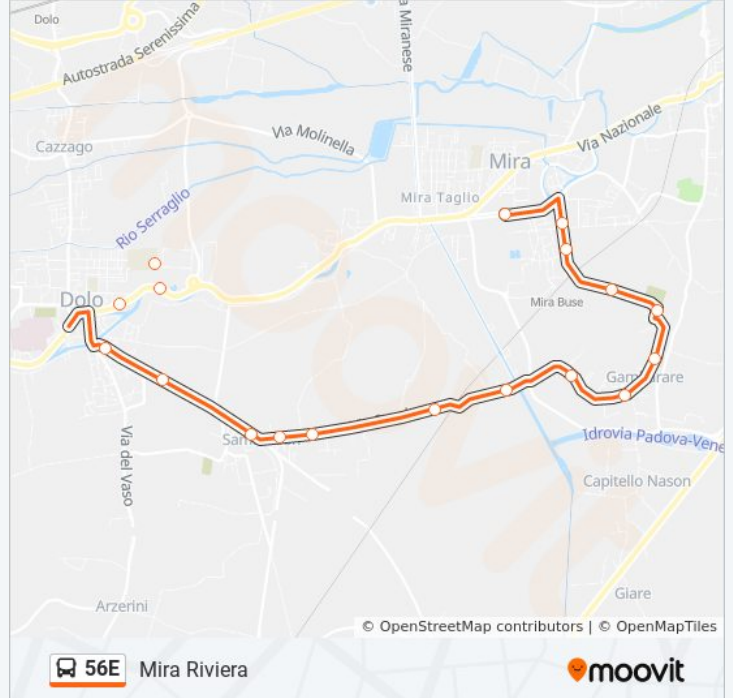 Dolo
Autostrada Serenissima
a Miranese
Via Nazionale
Via Molinella
Cazzago
Mira
Mira Taglio
Rio Serraglio
Dolo
Mira Buse
Gambarare
Sam
Via del Vaso
Idrovia Padova-Vene
Capitello Nason
Giare
Arzerini
© OpenStreetMap contributors | © OpenMapTiles
56E Mira Riviera
moovit